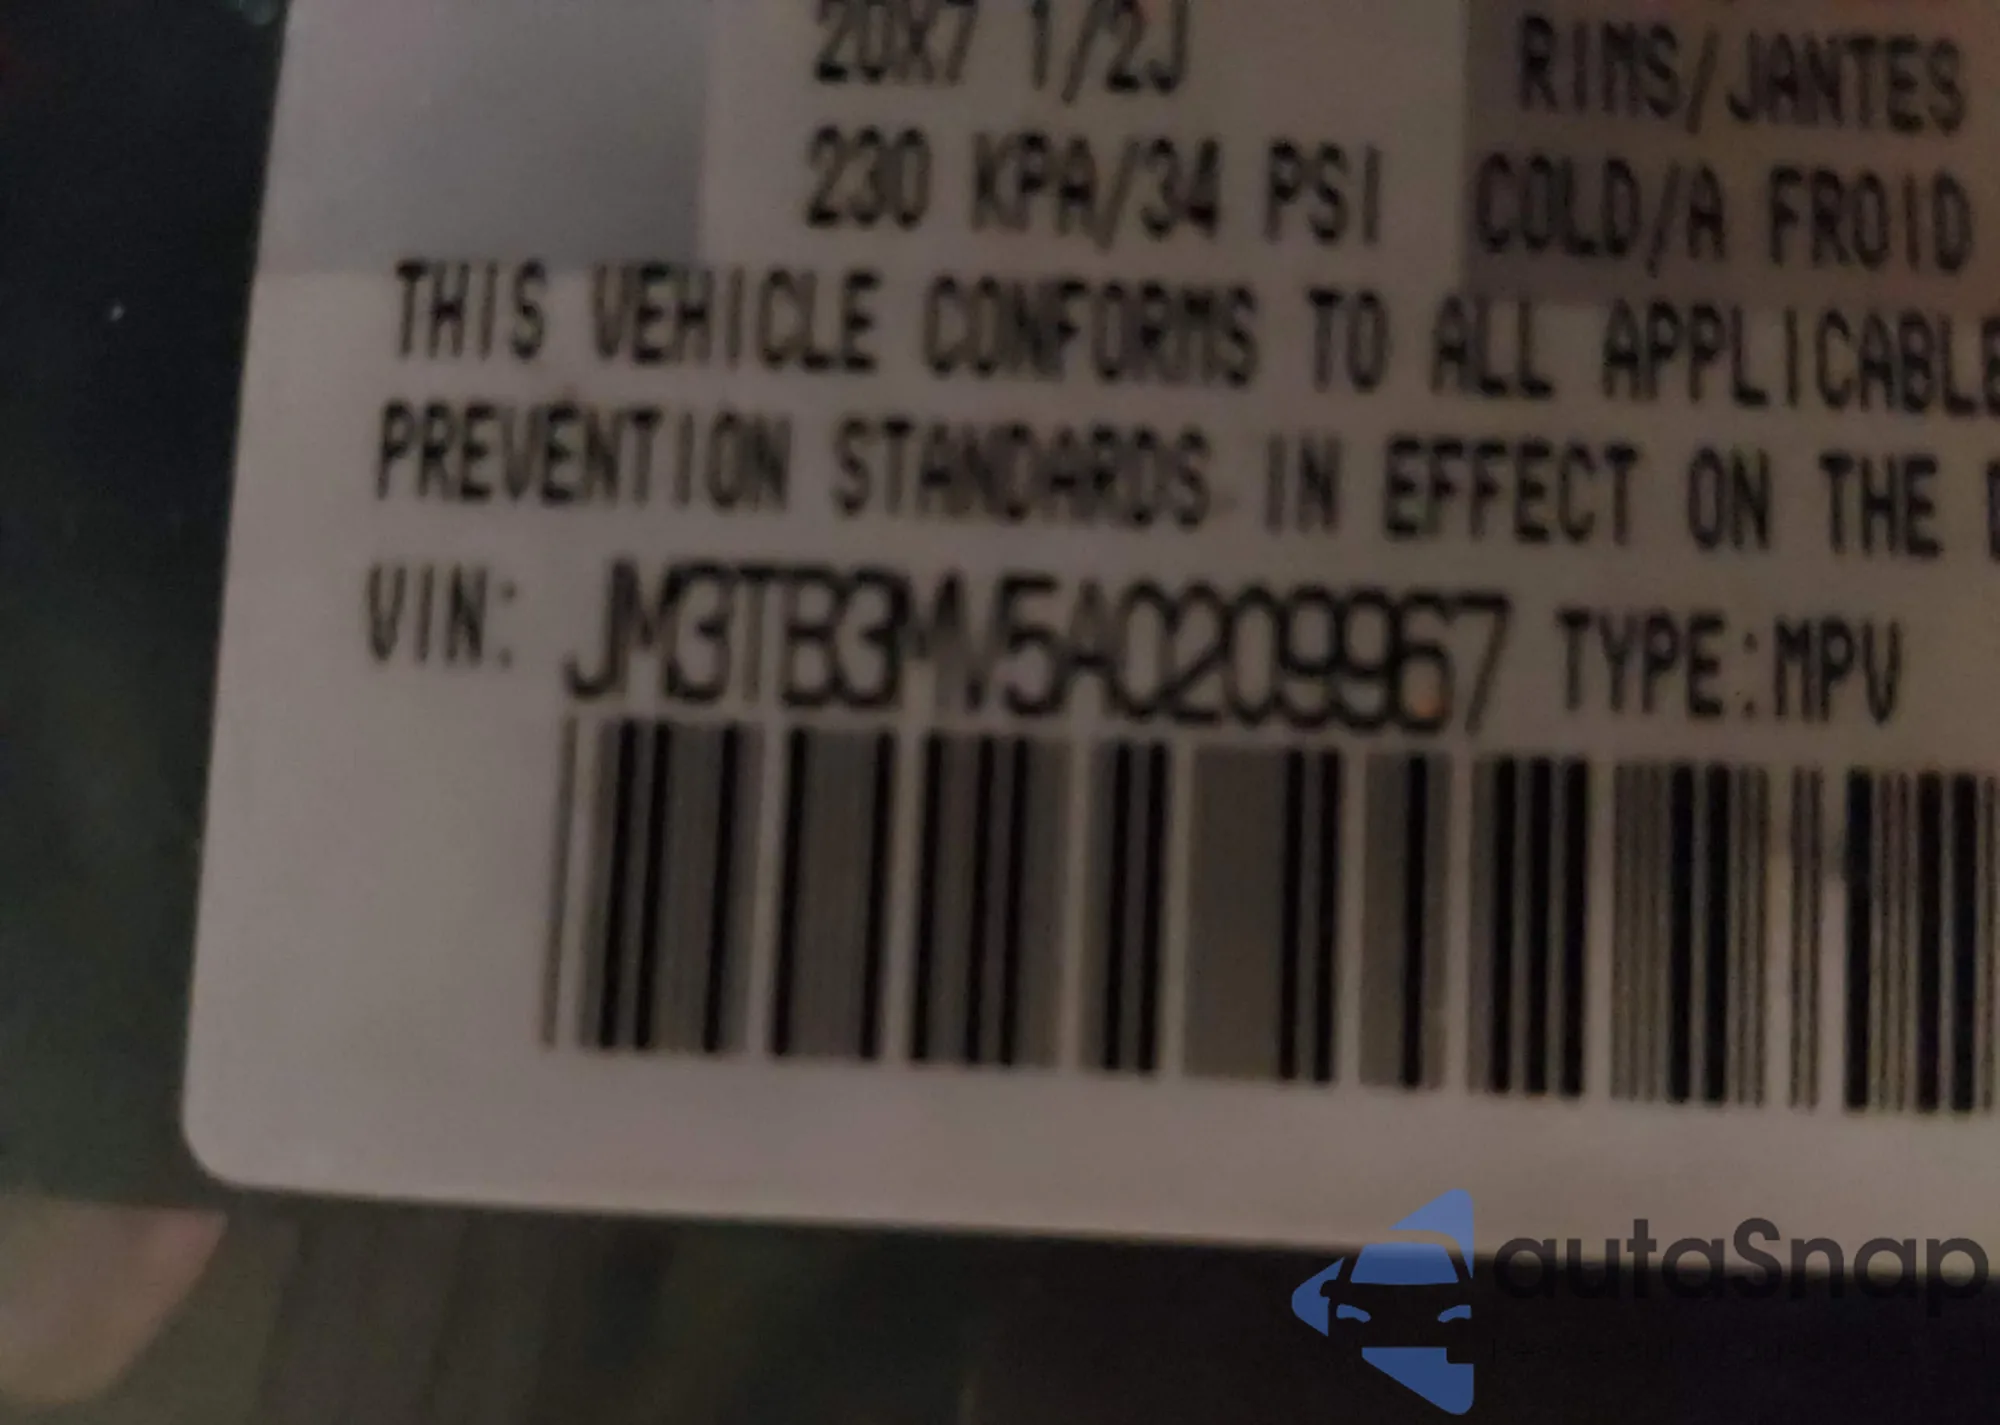 20X7 1/2J RIMS/JANTES
230 KPA/34 PSI COLD/A FROID
THIS VEHICLE CONFORMS TO ALL APPLICABLE
PREVENTION STANDARDS IN EFFECT ON THE
VIN: JM3TB3MV5A0209967 TYPE:MPV
autaSnap